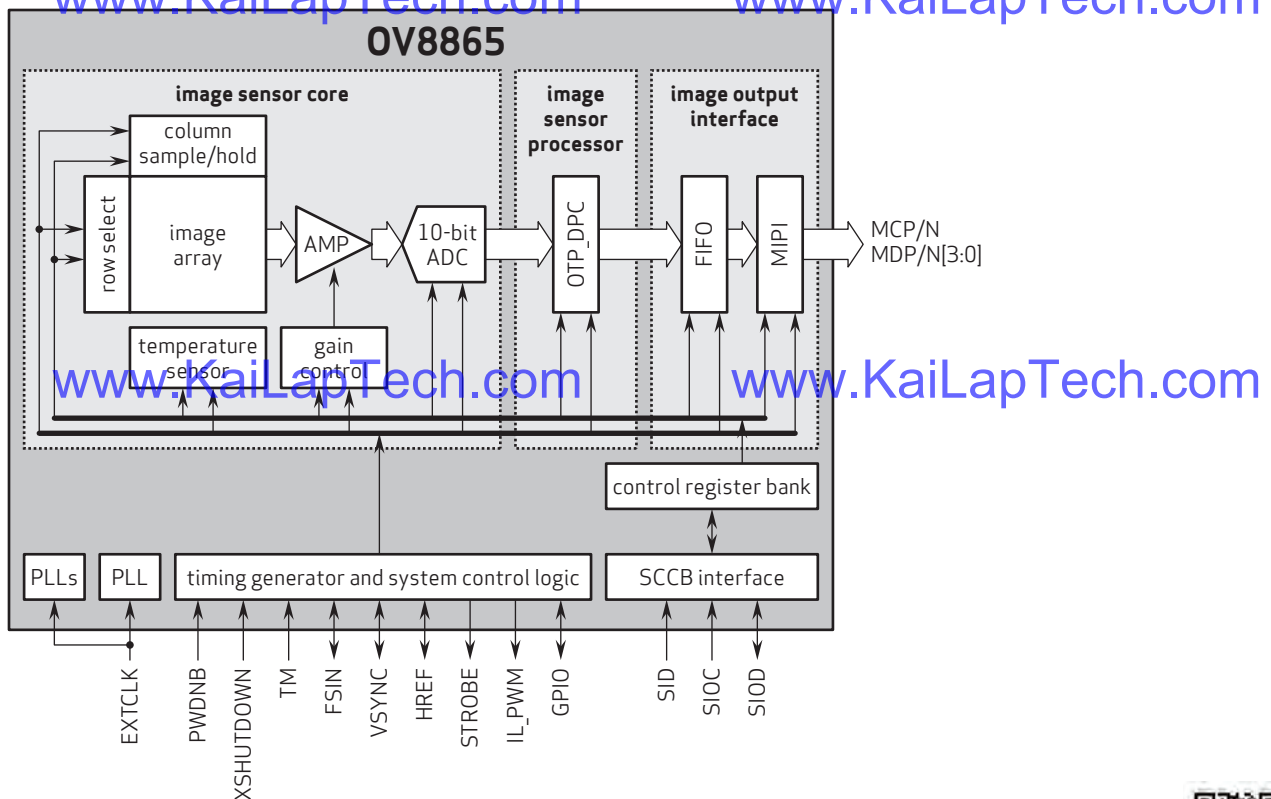 www.KaiLapTech.com
www.KaiLapTech.com
OV8865
image sensor core
image
sensor
processor
image output
interface
column
sample/hold
row select
image
array
AMP
10-bit
ADC
OTP_DPC
FIFO
MIPI
MCP/N
MDP/N[3:0]
temperature
sensor
gain
control
www.KaiLapTech.com
www.KaiLapTech.com
control register bank
PLLs
PLL
timing generator and system control logic
SCCB interface
EXTCLK
PWDNB
XSHUTDOWN
TM
FSIN
VSYNC
HREF
STROBE
IL_PWM
GPIO
SID
SIOC
SIOD